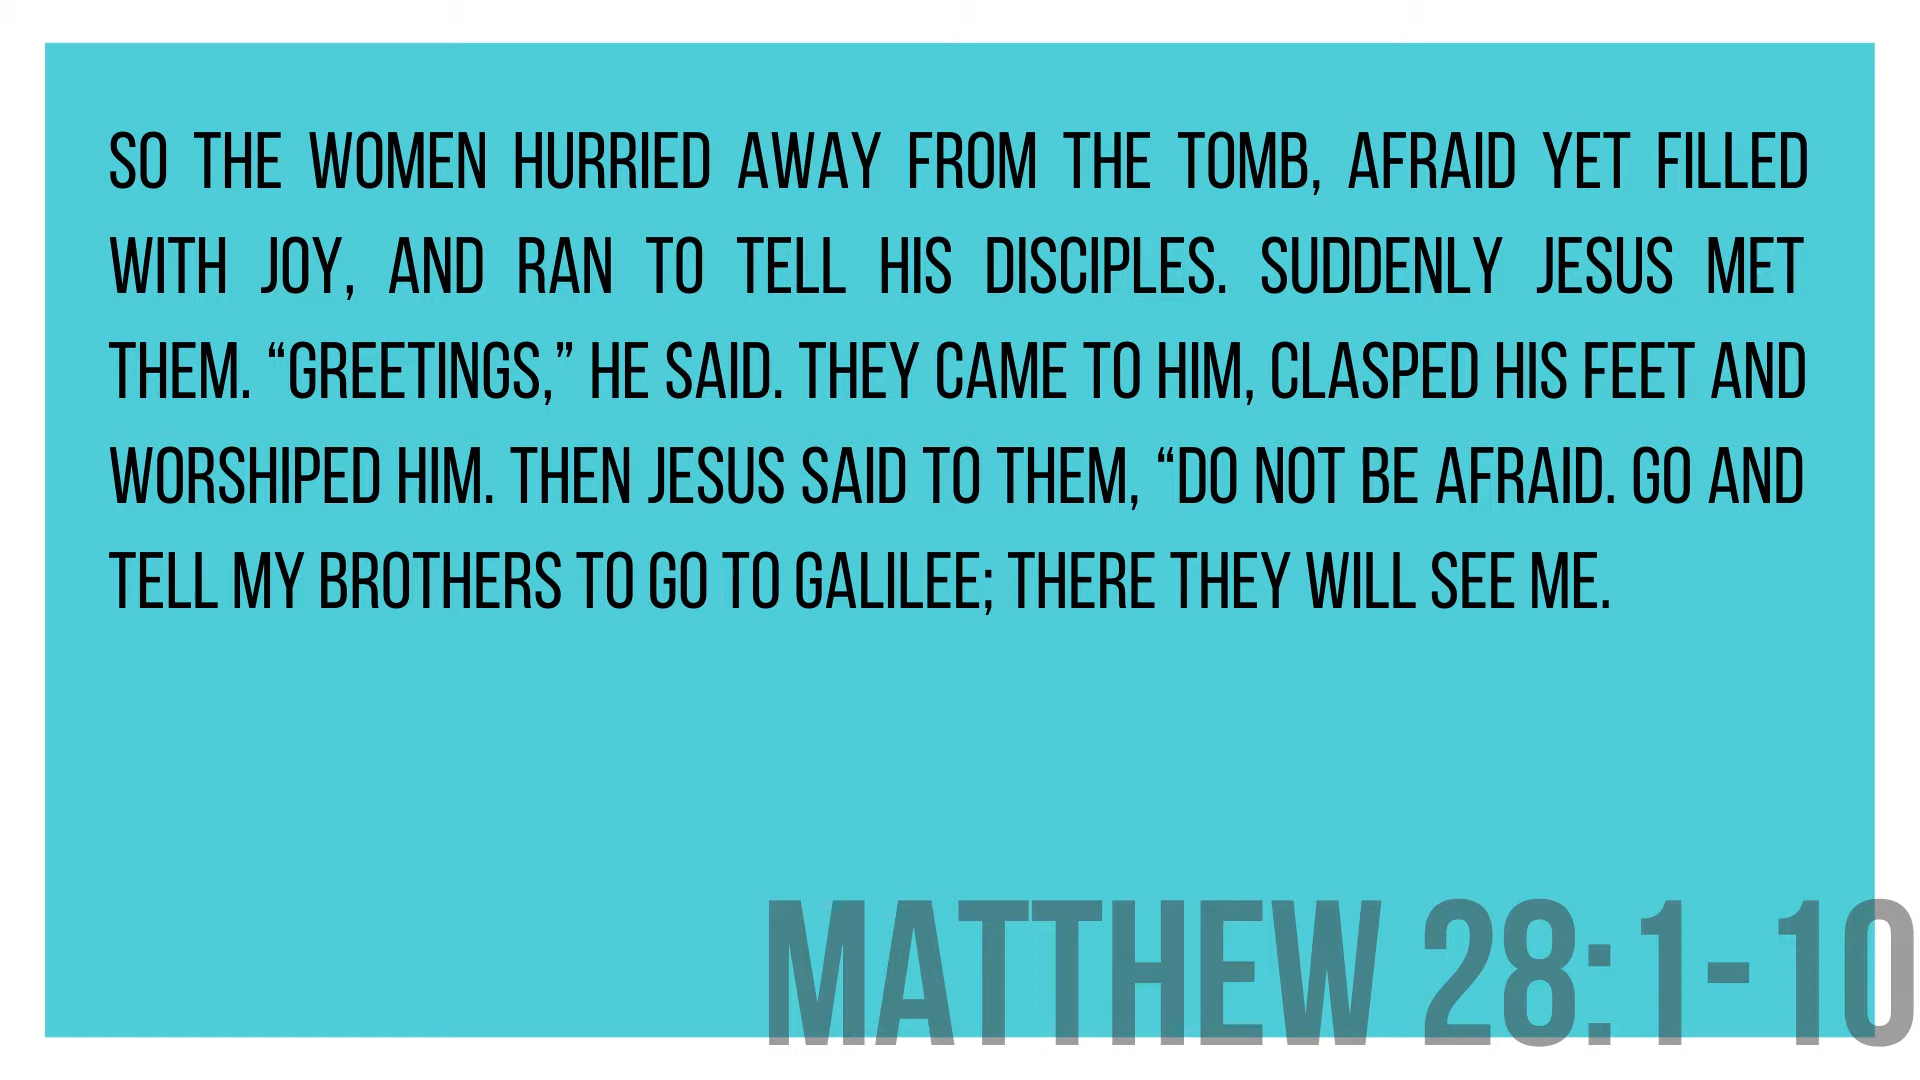 SO THE WOMEN HURRIED AWAY FROM THE TOMB, AFRAID YET FILLED
WITH JOY, AND RAN TO TELL HIS DISCIPLES. SUDDENLY JESUS MET
THEM. “GREETINGS,” HE SAID. THEY CAME TO HIM, CLASPED HIS FEET AND
WORSHIPED HIM. THEN JESUS SAID TO THEM, “DO NOT BE AFRAID. GO AND
TELL MY BROTHERS TO GO TO GALILEE; THERE THEY WILL SEE ME.
MATTHEW 28:1-10